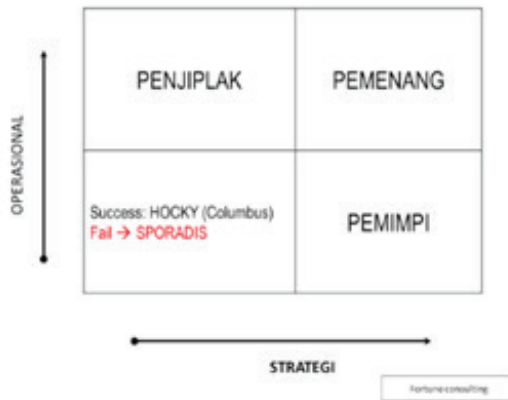 PENJIPLAK
PEMENANG
OPERASIONAL
Success: HOCKY (Columbus)
Fail → SPORADIS
PEMIMPI
STRATEGI
Fortune consulting